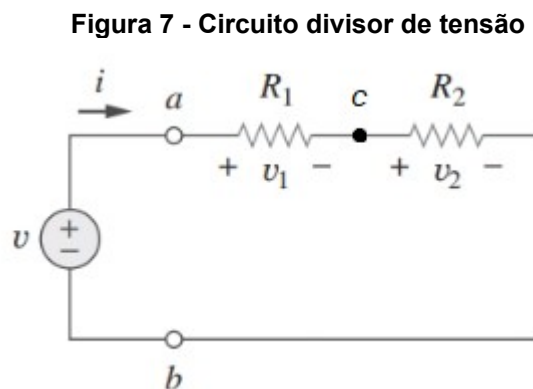 Figura 7 - Circuito divisor de tensão
i a R₁ c R₂
+ v₁ − + v₂ −
v + −
b